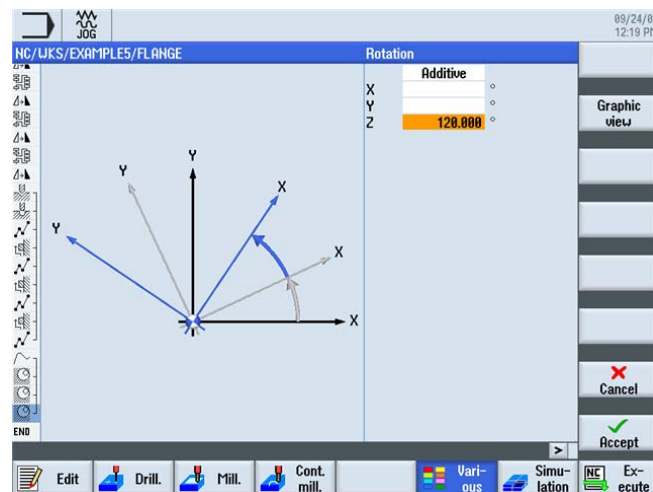 JOG
09/24/0
12:19 PM
NC/WKS/EXAMPLE5/FLANGE
Rotation
Additive
X °
Y °
Z 120.000 °
Graphic
view
Y
Y
X
Y
X
X
END
Cancel
Accept
>
Edit
Drill.
Mill.
Cont.
mill.
Vari-
ous
Simu-
lation
NC
Ex-
ecute